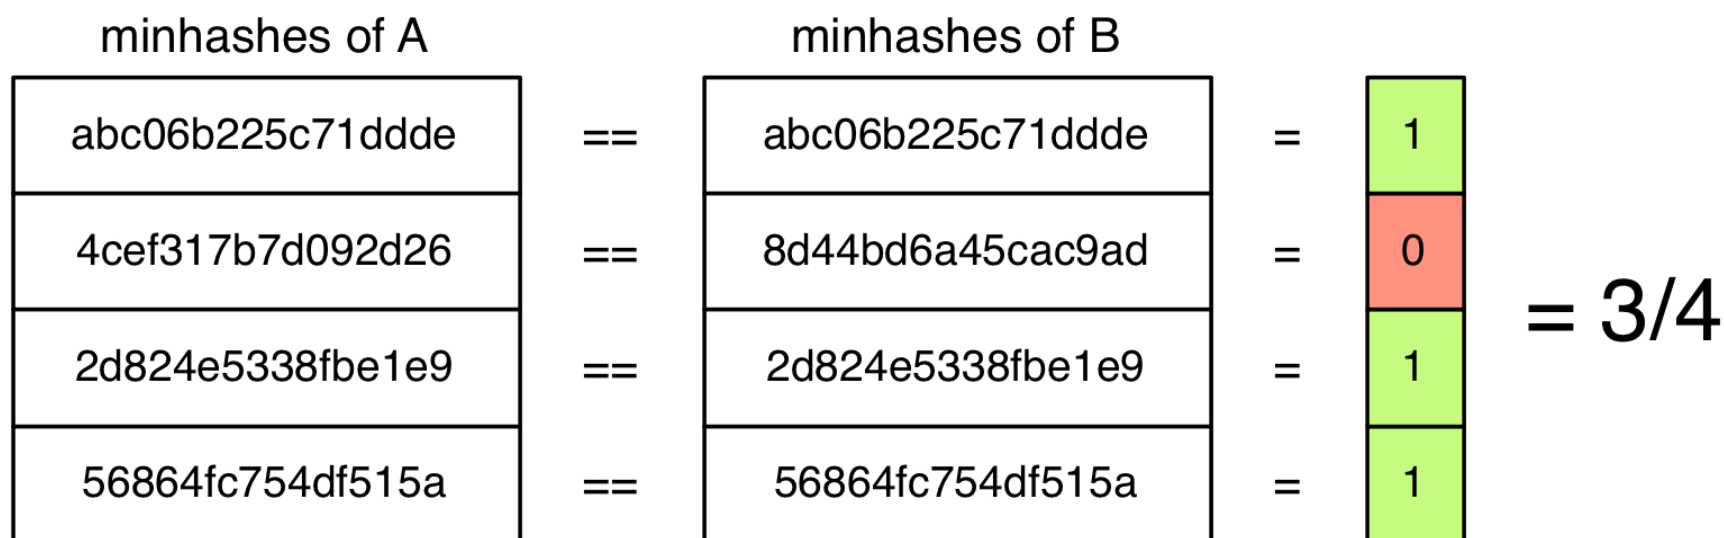 minhashes of A minhashes of B
abc06b225c71ddde == abc06b225c71ddde = 1
4cef317b7d092d26 == 8d44bd6a45cac9ad = 0
= 3/4
2d824e5338fbe1e9 == 2d824e5338fbe1e9 = 1
56864fc754df515a == 56864fc754df515a = 1